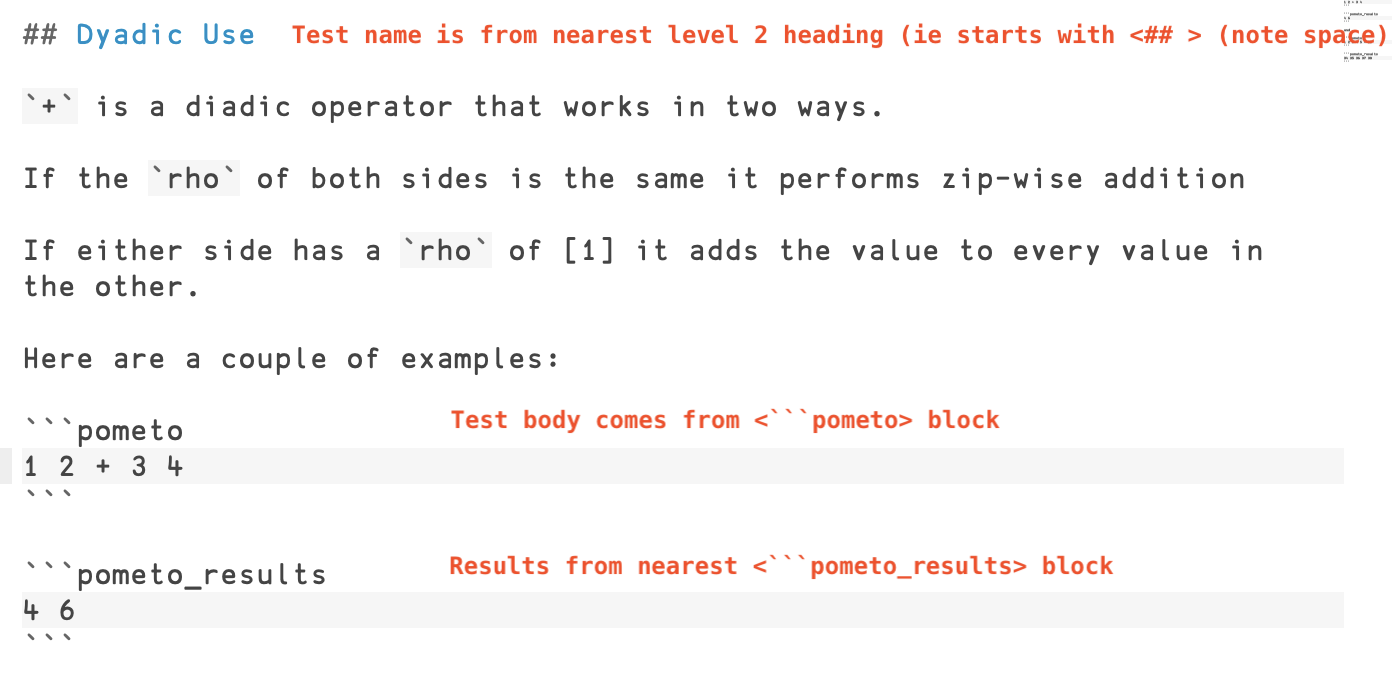 ## Dyadic Use Test name is from nearest level 2 heading (ie starts with <## > (note space)
`+` is a diadic operator that works in two ways.
If the `rho` of both sides is the same it performs zip-wise addition
If either side has a `rho` of [1] it adds the value to every value in
the other.
Here are a couple of examples:
```pometo Test body comes from <```pometo> block
1 2 + 3 4
```
```pometo_results Results from nearest <```pometo_results> block
4 6
```